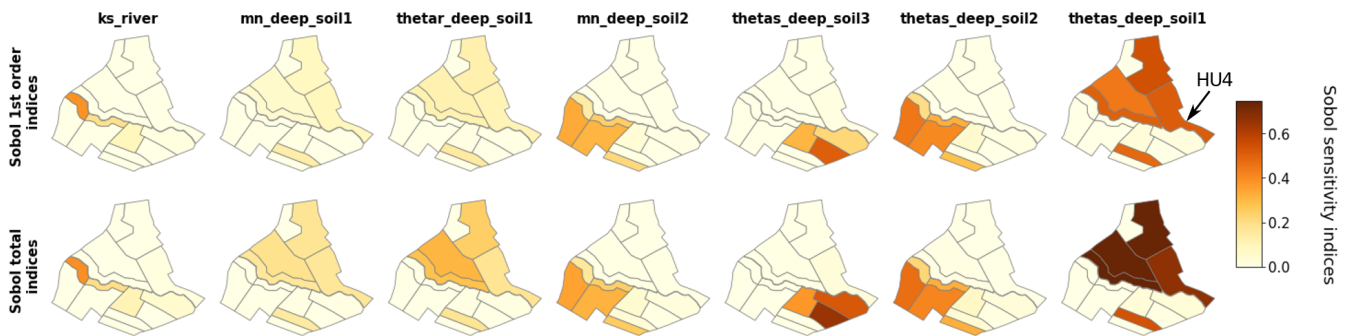 ks_river mn_deep_soil1 thetar_deep_soil1 mn_deep_soil2 thetas_deep_soil3 thetas_deep_soil2 thetas_deep_soil1
Sobol 1st order
indices
HU4
Sobol total
indices
0.6
0.4
0.2
0.0
Sobol sensitivity indices